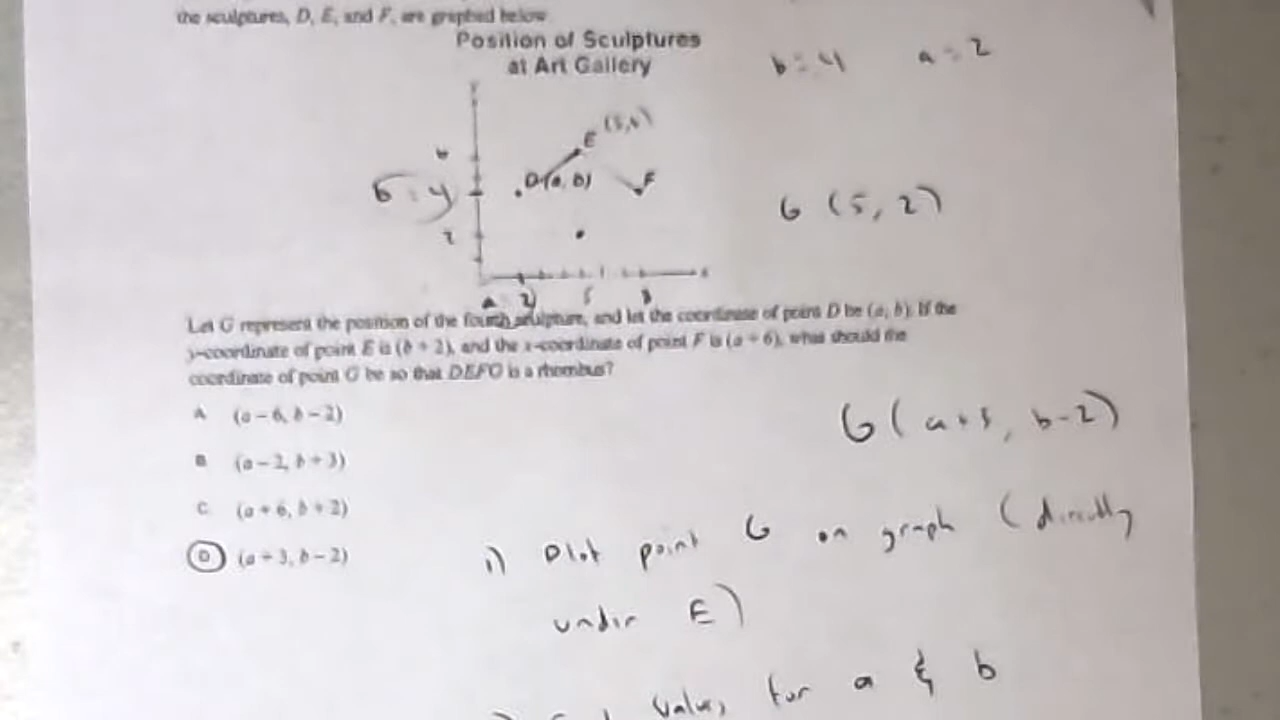 the sculptures, D, E, and F, are graphed below
Position of Sculptures
at Art Gallery
b = 4 a = 2
y
E (5,6)
6
D(a, b) F
b = 4
G (5, 2)
2
x
a = 2 5 8
Let G represent the position of the fourth sculpture, and let the coordinate of point D be (a, b). If the
y-coordinate of point E is (b + 2), and the x-coordinate of point F is (a + 6), what should the
coordinate of point G be so that DEFG is a rhombus?
A. (a – 6, b – 2)
B. (a – 2, b + 3)
C. (a + 6, b + 2)
D. (a + 3, b – 2)
G ( a + 3, b - 2 )
1) Plot point G on graph (directly
under E)
values for a & b